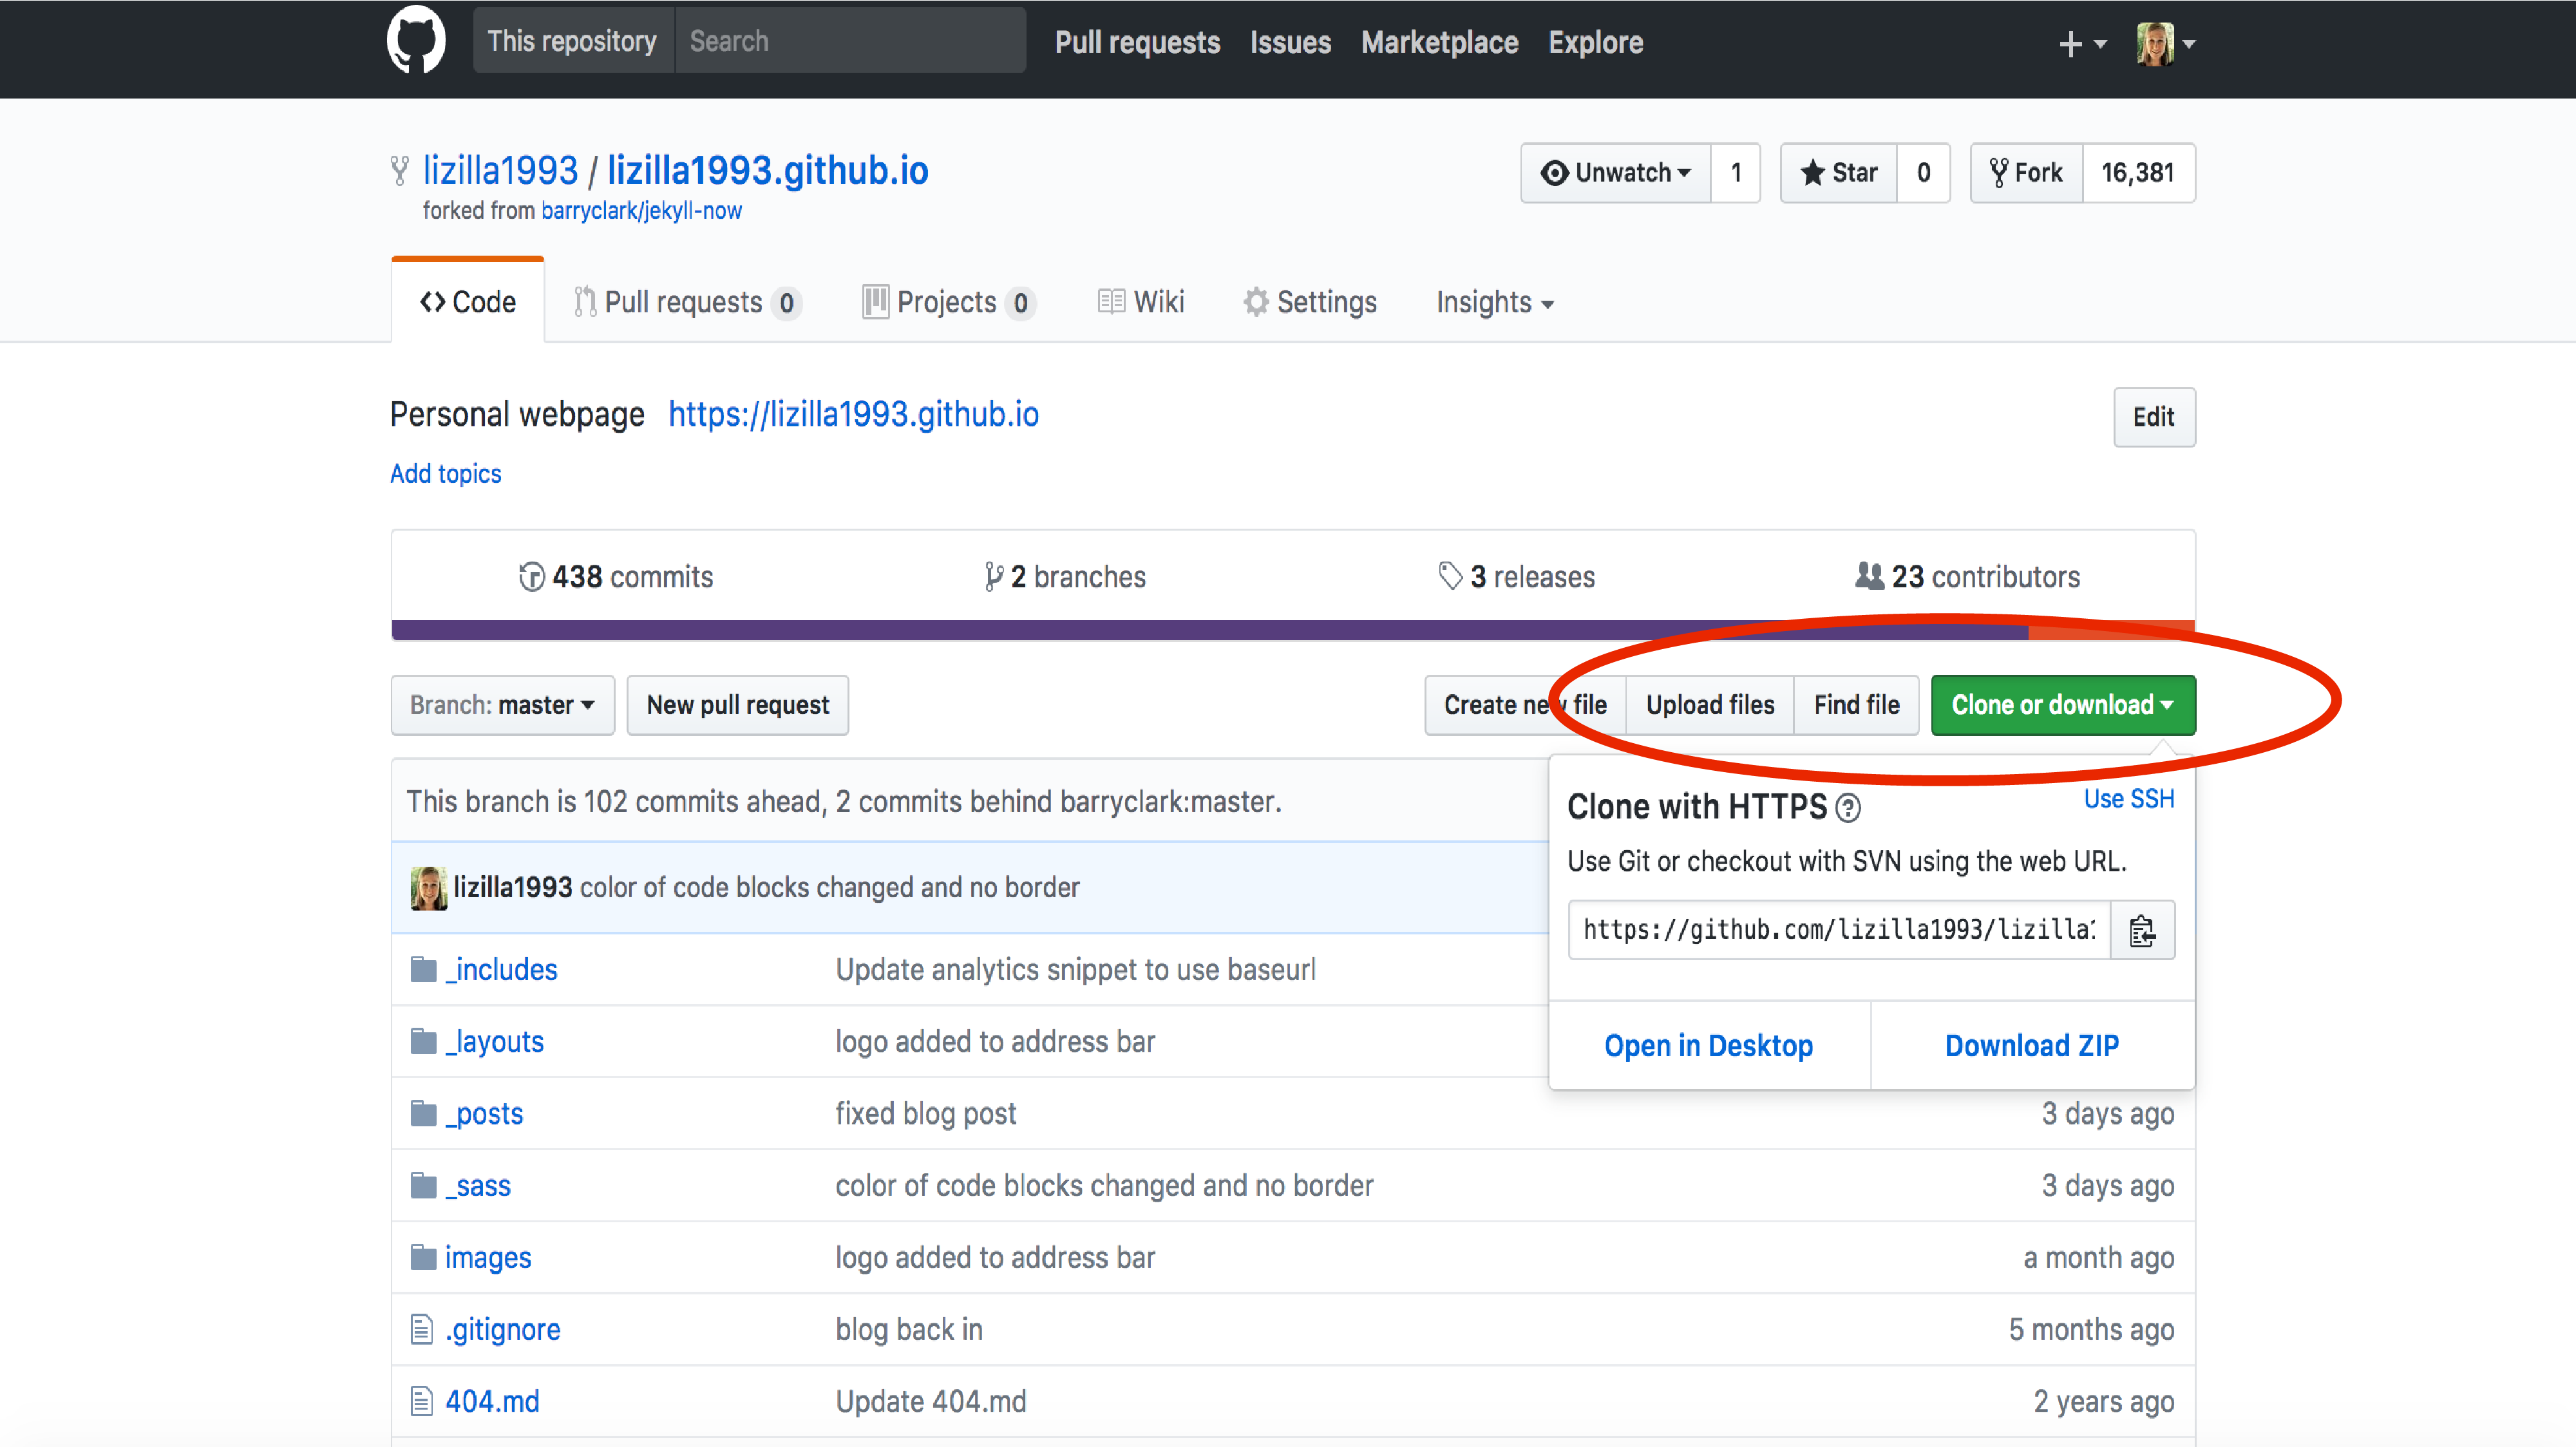 This repository Search Pull requests Issues Marketplace Explore
lizilla1993 / lizilla1993.github.io Unwatch 1 Star 0 Fork 16,381
forked from barryclark/jekyll-now
Code Pull requests 0 Projects 0 Wiki Settings Insights
Personal webpage https://lizilla1993.github.io Edit
Add topics
438 commits 2 branches 3 releases 23 contributors
Branch: master New pull request Create new file Upload files Find file Clone or download
This branch is 102 commits ahead, 2 commits behind barryclark:master.
Clone with HTTPS Use SSH
Use Git or checkout with SVN using the web URL.
https://github.com/lizilla1993/lizilla1
Open in Desktop Download ZIP
lizilla1993 color of code blocks changed and no border
_includes Update analytics snippet to use baseurl
_layouts logo added to address bar
_posts fixed blog post 3 days ago
_sass color of code blocks changed and no border 3 days ago
images logo added to address bar a month ago
.gitignore blog back in 5 months ago
404.md Update 404.md 2 years ago